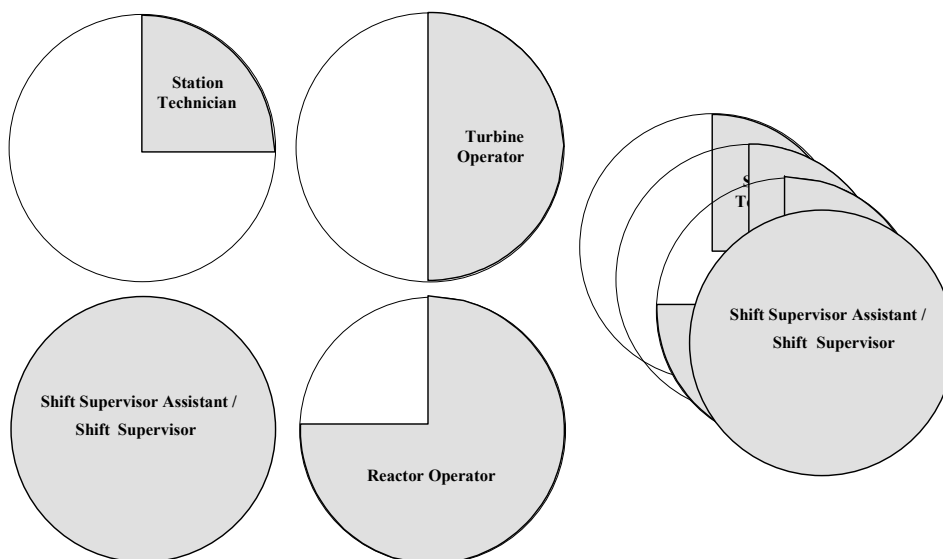 Station
Technician
Turbine
Operator
Shift Supervisor Assistant /
Shift Supervisor
Reactor Operator
Shift Supervisor Assistant /
Shift Supervisor